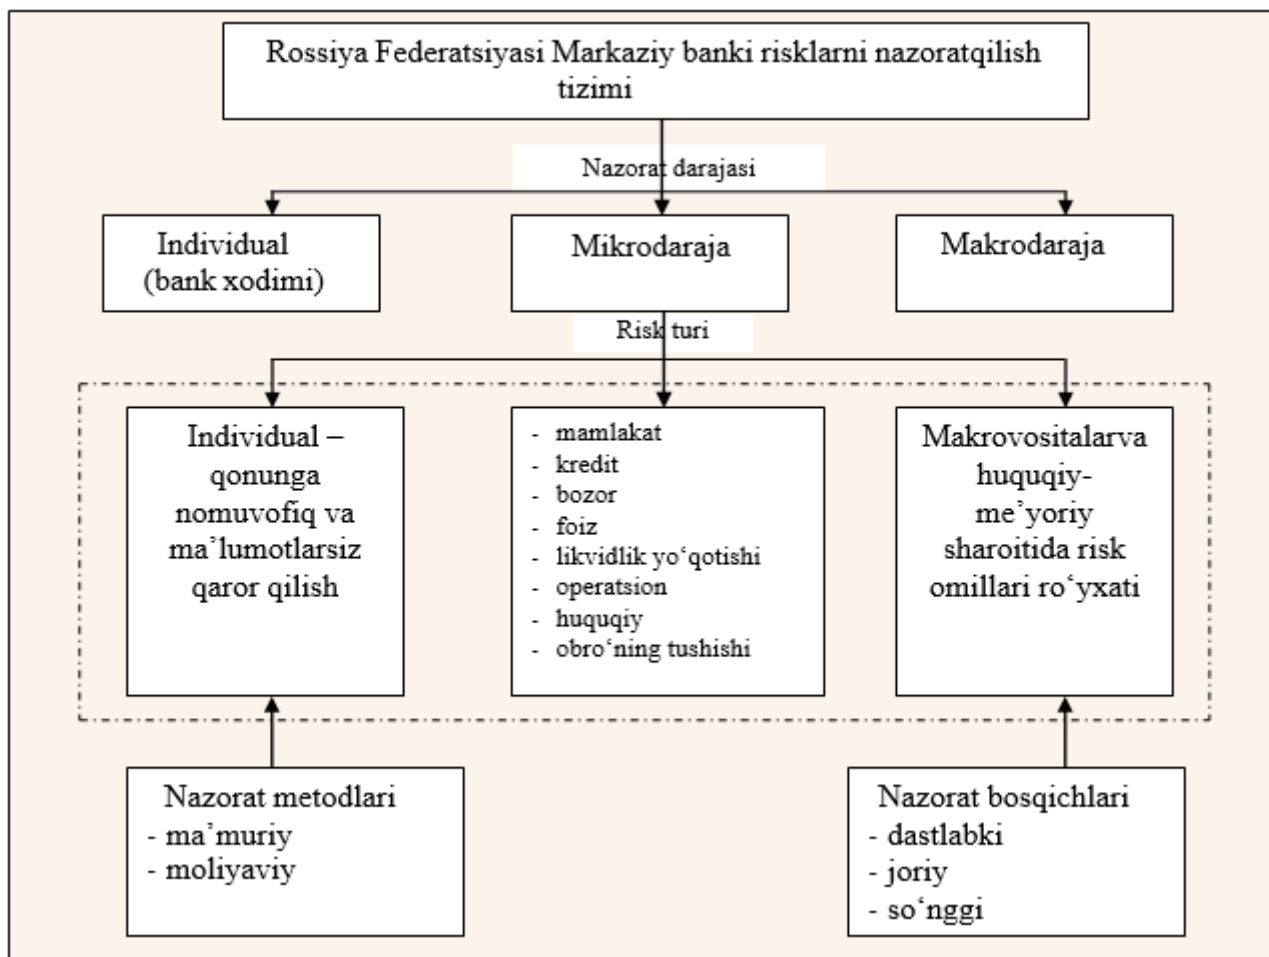 Rossiya Federatsiyasi Markaziy banki risklarni nazoratqilish
tizimi
Nazorat darajasi
Individual
(bank xodimi)
Mikrodaraja
Makrodaraja
Risk turi
Individual –
qonunga
nomuvofiq va
ma’lumotlarsiz
qaror qilish
- mamlakat
- kredit
- bozor
- foiz
- likvidlik yo‘qotishi
- operatsion
- huquqiy
- obro‘ning tushishi
Makrovositalarva
huquqiy-
me’yoriy
sharoitida risk
omillari ro‘yxati
Nazorat metodlari
- ma’muriy
- moliyaviy
Nazorat bosqichlari
- dastlabki
- joriy
- so‘nggi